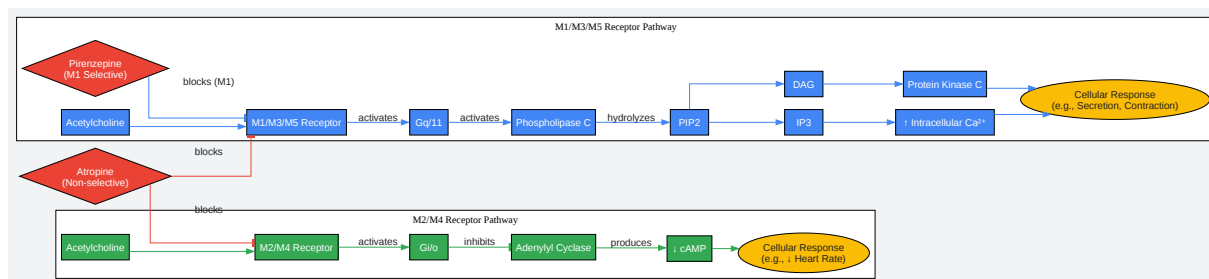 M1/M3/M5 Receptor Pathway
Pirenzepine
(M1 Selective)
blocks (M1)
DAG
Protein Kinase C
Cellular Response
(e.g., Secretion, Contraction)
Acetylcholine
M1/M3/M5 Receptor
activates
Gq/11
activates
Phospholipase C
hydrolyzes
PIP2
IP3
↑ Intracellular Ca²⁺
blocks
Atropine
(Non-selective)
blocks
M2/M4 Receptor Pathway
Acetylcholine
M2/M4 Receptor
activates
Gi/o
inhibits
Adenylyl Cyclase
produces
↓ cAMP
Cellular Response
(e.g., ↓ Heart Rate)